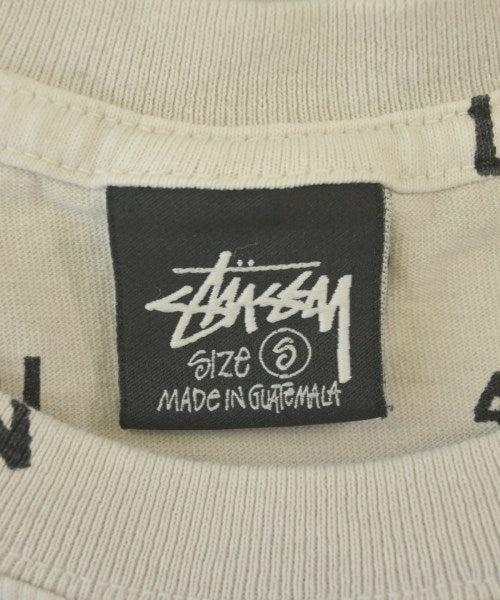 L
STÜSSY
SIZE S
MADE IN GUATEMALA
N
A